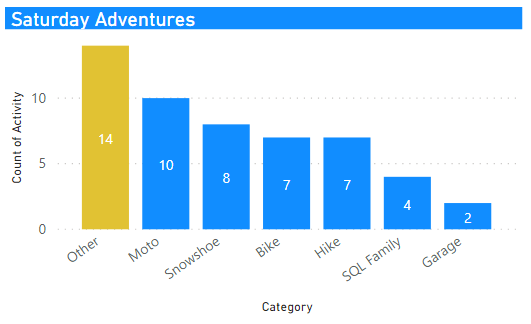 Saturday Adventures
Count of Activity
10
5
0
14
10
8
7
7
4
2
Other
Moto
Snowshoe
Bike
Hike
SQL Family
Garage
Category